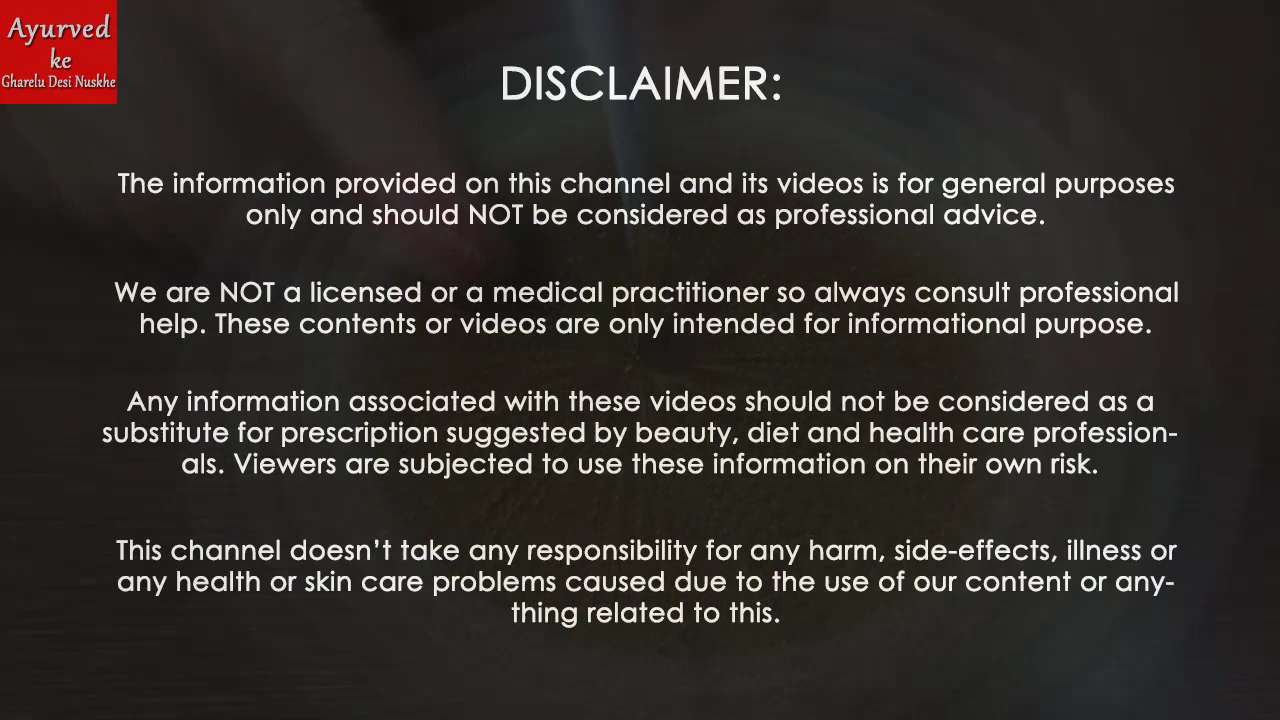 Ayurved
ke
Gharelu Desi Nuskhe
DISCLAIMER:
The information provided on this channel and its videos is for general purposes
only and should NOT be considered as professional advice.
We are NOT a licensed or a medical practitioner so always consult professional
help. These contents or videos are only intended for informational purpose.
Any information associated with these videos should not be considered as a
substitute for prescription suggested by beauty, diet and health care profession-
als. Viewers are subjected to use these information on their own risk.
This channel doesn’t take any responsibility for any harm, side-effects, illness or
any health or skin care problems caused due to the use of our content or any-
thing related to this.